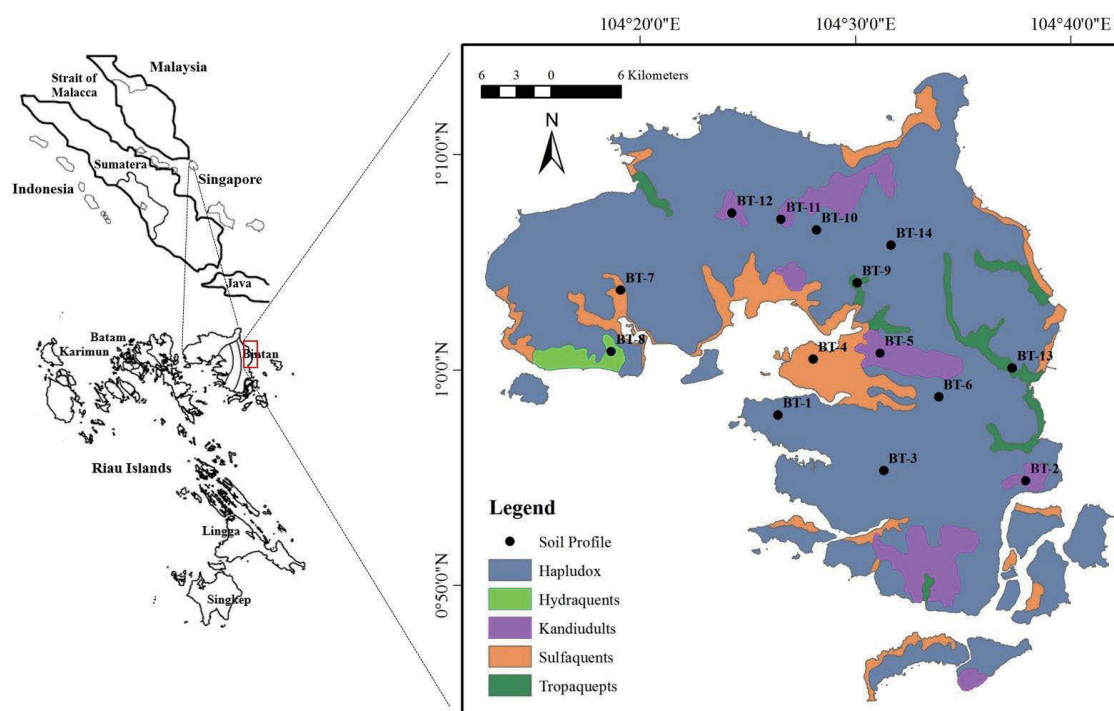 Malaysia
Strait of
Malacca
Sumatera
Indonesia
Singapore
Java
Batam
Karimun
Bintan
Riau Islands
Lingga
Singkep
104°20'0"E
104°30'0"E
104°40'0"E
6 3 0 6 Kilometers
N
1°10'0"N
1°0'0"N
0°50'0"N
BT-12
BT-11
BT-10
BT-14
BT-9
BT-7
BT-8
BT-5
BT-4
BT-13
BT-6
BT-1
BT-3
BT-2
Legend
Soil Profile
Hapludox
Hydraquents
Kandiudults
Sulfaquents
Tropaquepts